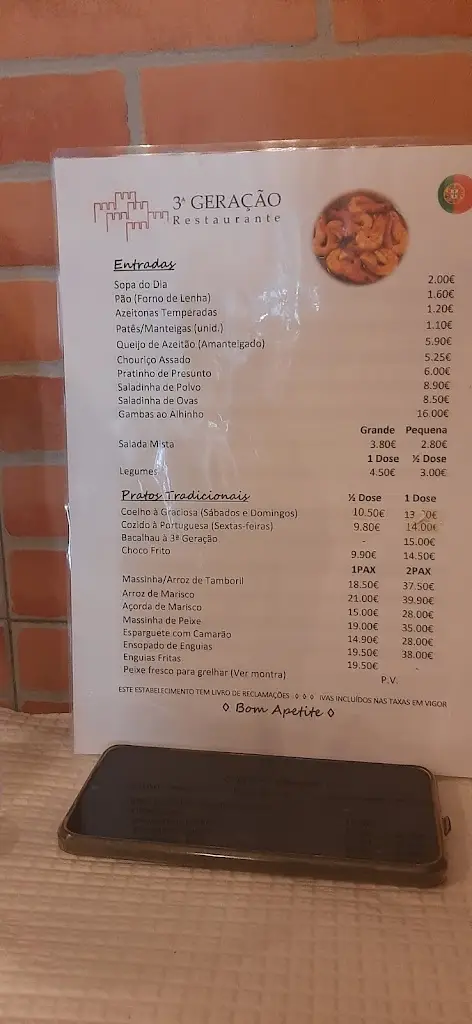 3ª GERAÇÃO
Restaurante
Entradas
Sopa do Dia 2.00€
Pão (Forno de Lenha) 1.60€
Azeitonas Temperadas 1.20€
Patês/Manteigas (unid.) 1.10€
Queijo de Azeitão (Amanteigado) 5.90€
Chouriço Assado 5.25€
Pratinho de Presunto 6.00€
Saladinha de Polvo 8.90€
Saladinha de Ovas 8.50€
Gambas ao Alhinho 16.00€
Grande Pequena
Salada Mista 3.80€ 2.80€
1 Dose ½ Dose
Legumes 4.50€ 3.00€
Pratos Tradicionais ½ Dose 1 Dose
Coelho à Graciosa (Sábados e Domingos) 10.50€
Cozido à Portuguesa (Sextas-feiras) 9.80€ 14.00€
Bacalhau à 3ª Geração - 15.00€
Choco Frito 9.90€ 14.50€
1PAX 2PAX
Massinha/Arroz de Tamboril 18.50€ 37.50€
Arroz de Marisco 21.00€ 39.90€
Açorda de Marisco 15.00€ 28.00€
Massinha de Peixe 19.00€ 35.00€
Esparguete com Camarão 14.90€ 28.00€
Ensopado de Enguias 19.50€ 38.00€
Enguias Fritas 19.50€ -
Peixe fresco para grelhar (Ver montra) P.V.
ESTE ESTABELECIMENTO TEM LIVRO DE RECLAMAÇÕES ◊ ◊ ◊ IVAS INCLUÍDOS NAS TAXAS EM VIGOR
◊ Bom Apetite ◊